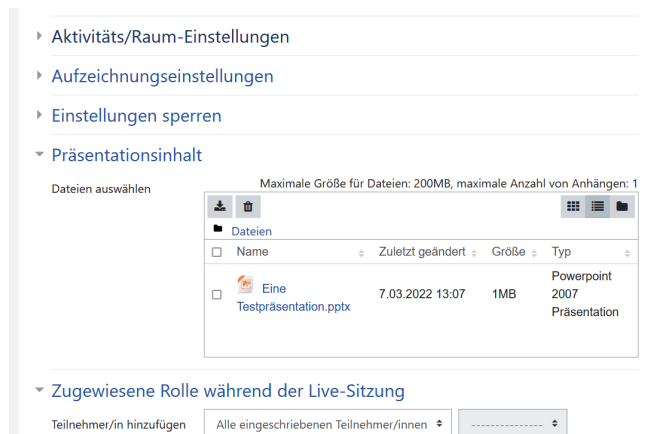 Aktivitäts/Raum-Einstellungen
Aufzeichnungseinstellungen
Einstellungen sperren
Präsentationsinhalt
Dateien auswählen
Maximale Größe für Dateien: 200MB, maximale Anzahl von Anhängen: 1
Dateien
Name Zuletzt geändert Größe Typ
Eine
Testpräsentation.pptx
7.03.2022 13:07
1MB
Powerpoint
2007
Präsentation
Zugewiesene Rolle während der Live-Sitzung
Teilnehmer/in hinzufügen
Alle eingeschriebenen Teilnehmer/innen
--------------